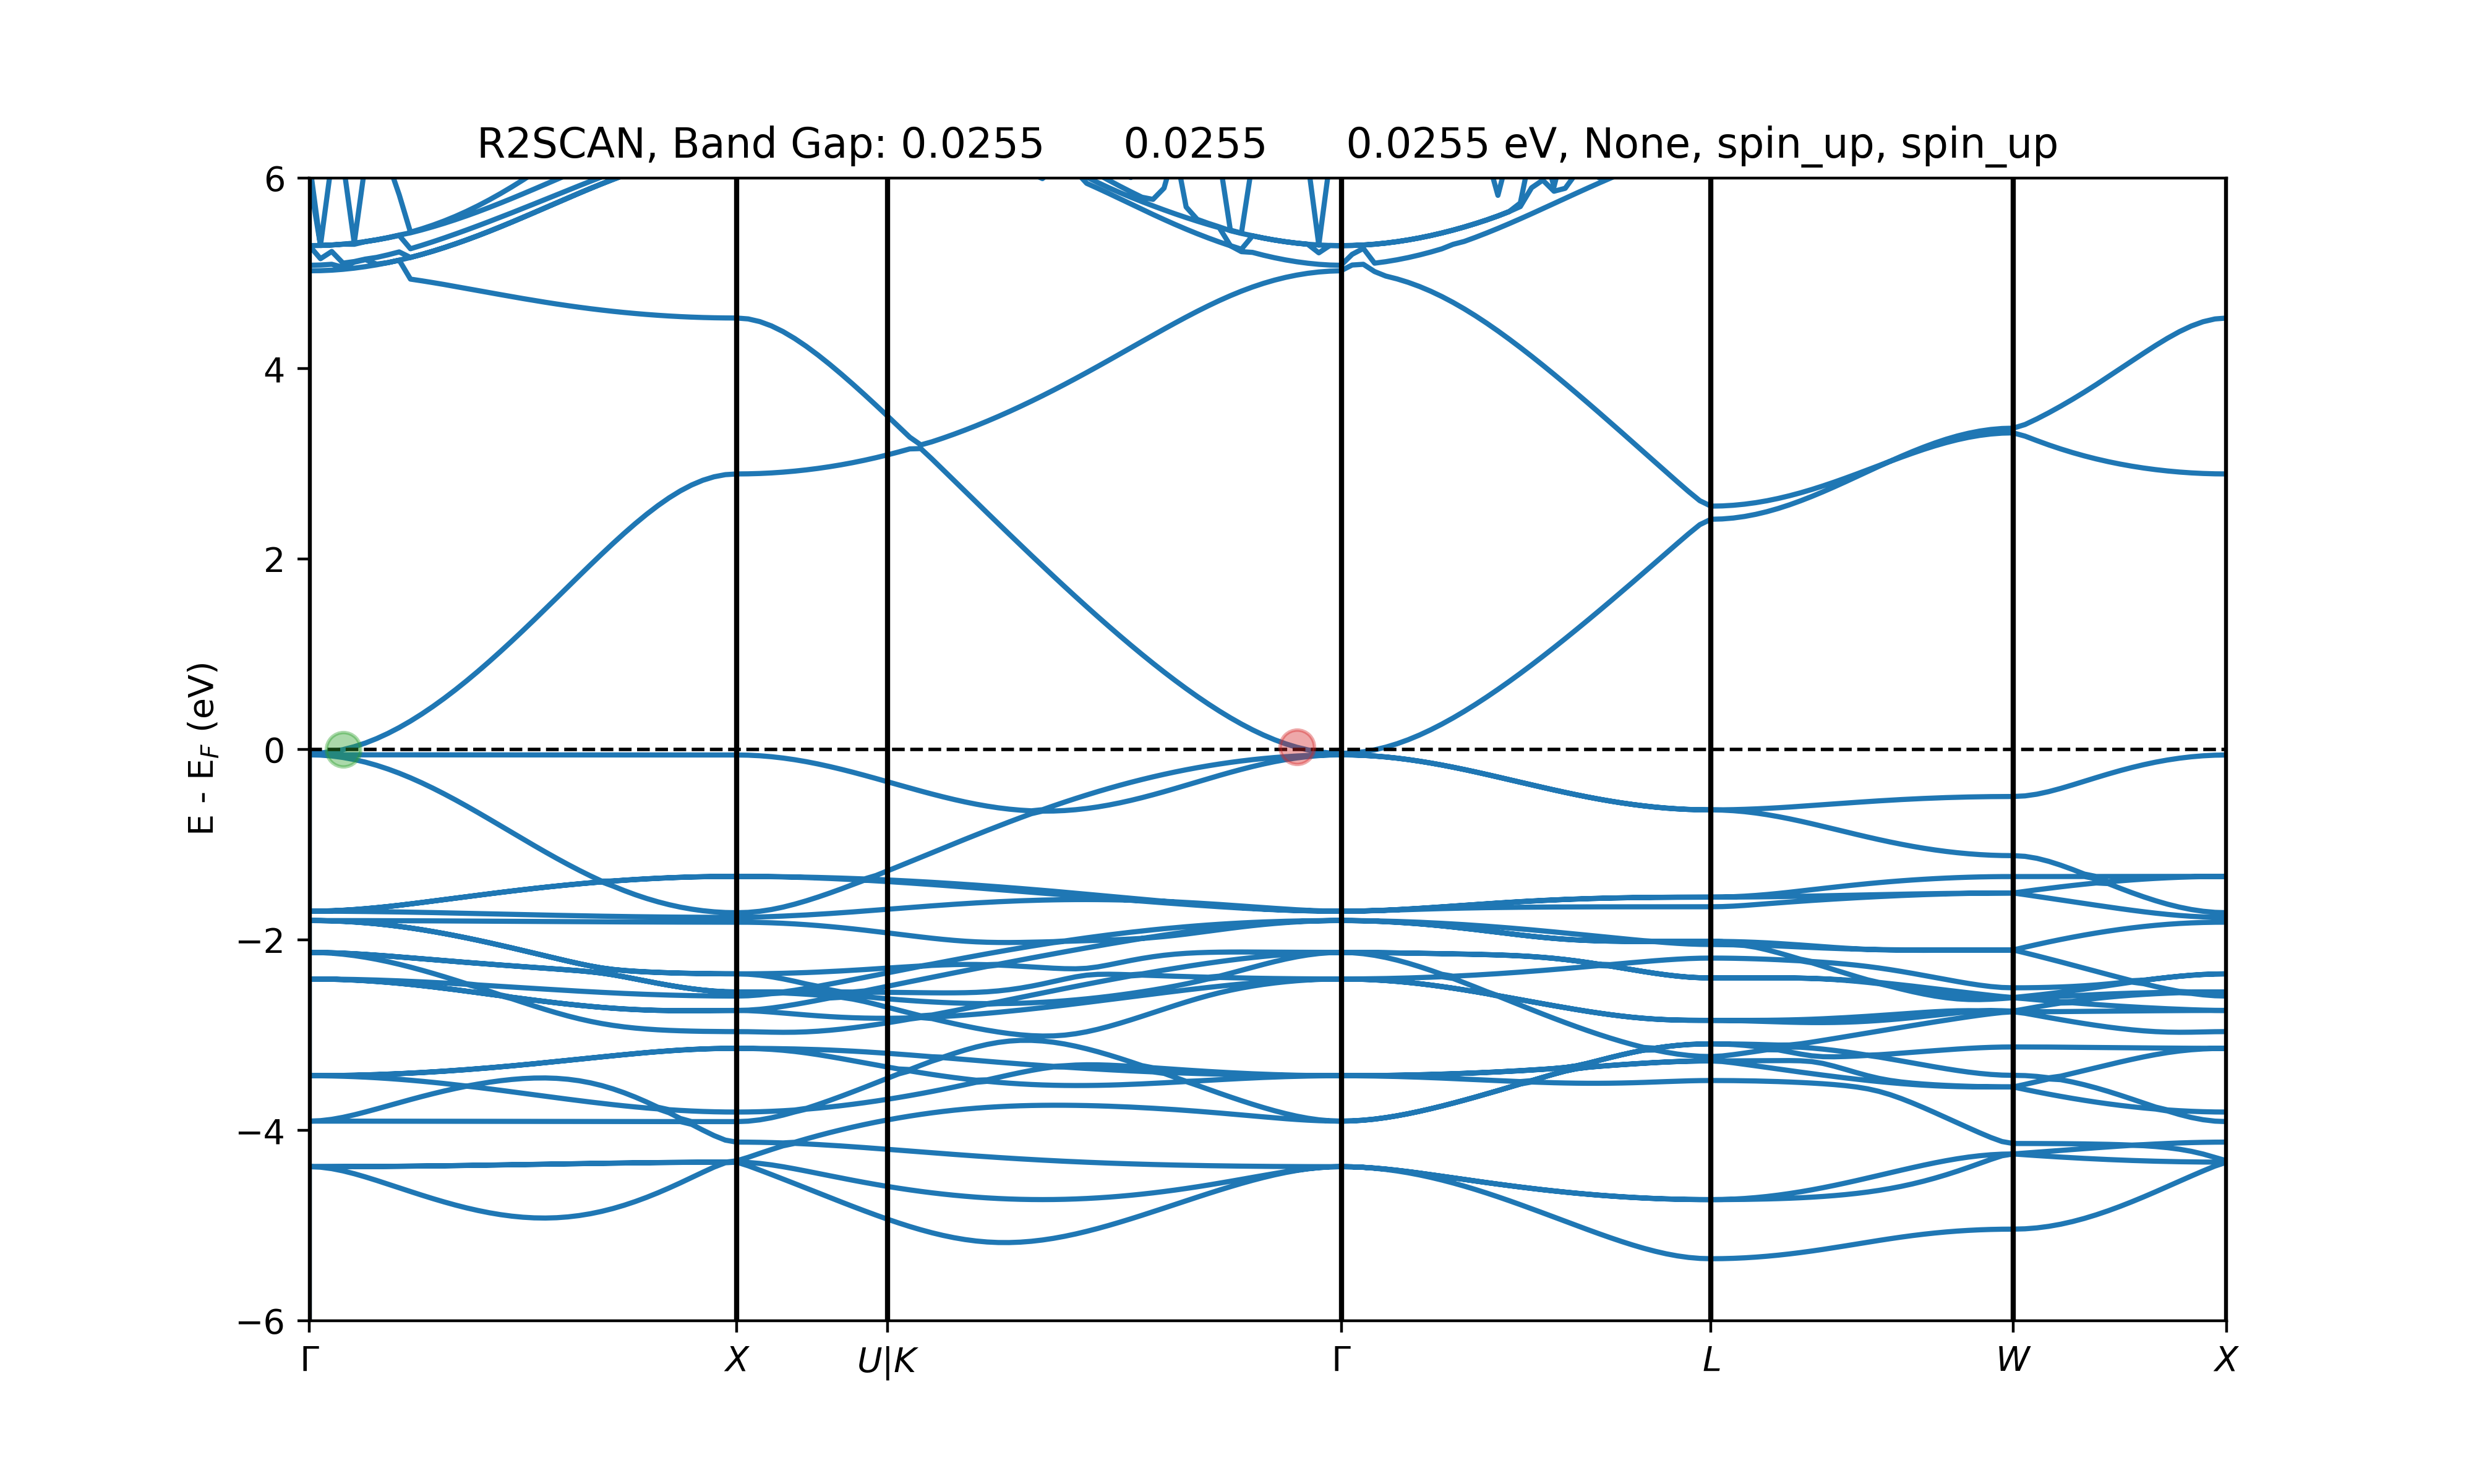 R2SCAN, Band Gap: 0.0255 0.0255 0.0255 eV, None, spin_up, spin_up
6
4
2
0
−2
−4
−6
E - E_F (eV)
Γ X U|K Γ L W X